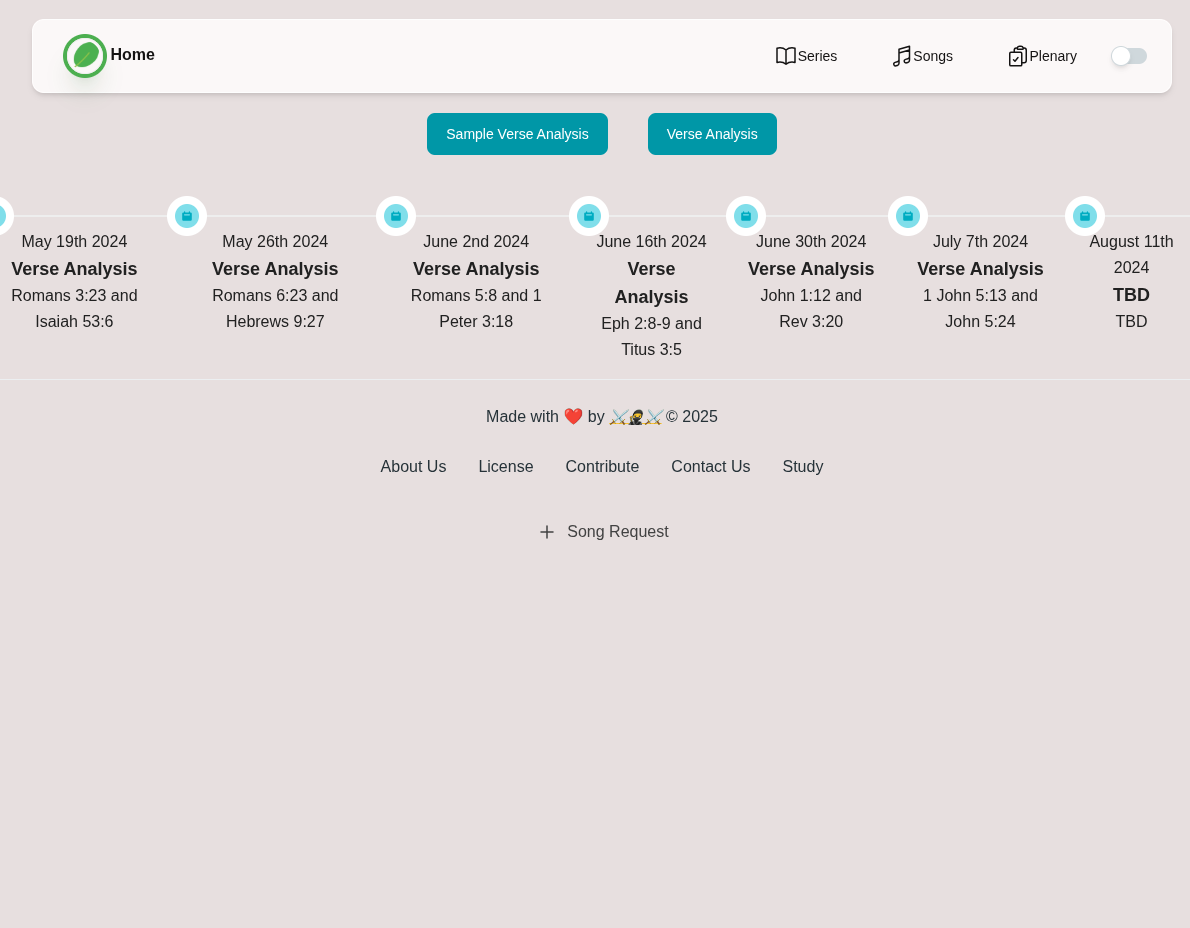 Home
Series
Songs
Plenary
Sample Verse Analysis
Verse Analysis
May 19th 2024
Verse Analysis
Romans 3:23 and
Isaiah 53:6
May 26th 2024
Verse Analysis
Romans 6:23 and
Hebrews 9:27
June 2nd 2024
Verse Analysis
Romans 5:8 and 1
Peter 3:18
June 16th 2024
Verse
Analysis
Eph 2:8-9 and
Titus 3:5
June 30th 2024
Verse Analysis
John 1:12 and
Rev 3:20
July 7th 2024
Verse Analysis
1 John 5:13 and
John 5:24
August 11th
2024
TBD
TBD
Made with ❤️ by ⚔️🥷⚔️© 2025
About Us
License
Contribute
Contact Us
Study
Song Request